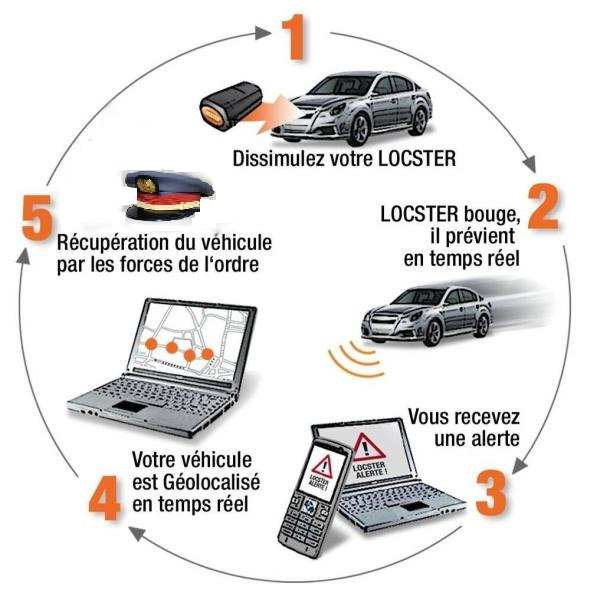 1
Dissimulez votre LOCSTER
2
LOCSTER bouge,
il prévient
en temps réel
3
Vous recevez
une alerte
LOCSTER
ALERTE !
LOCSTER
ALERTE !
4
Votre véhicule
est Géolocalisé
en temps réel
5
Récupération du véhicule
par les forces de l'ordre